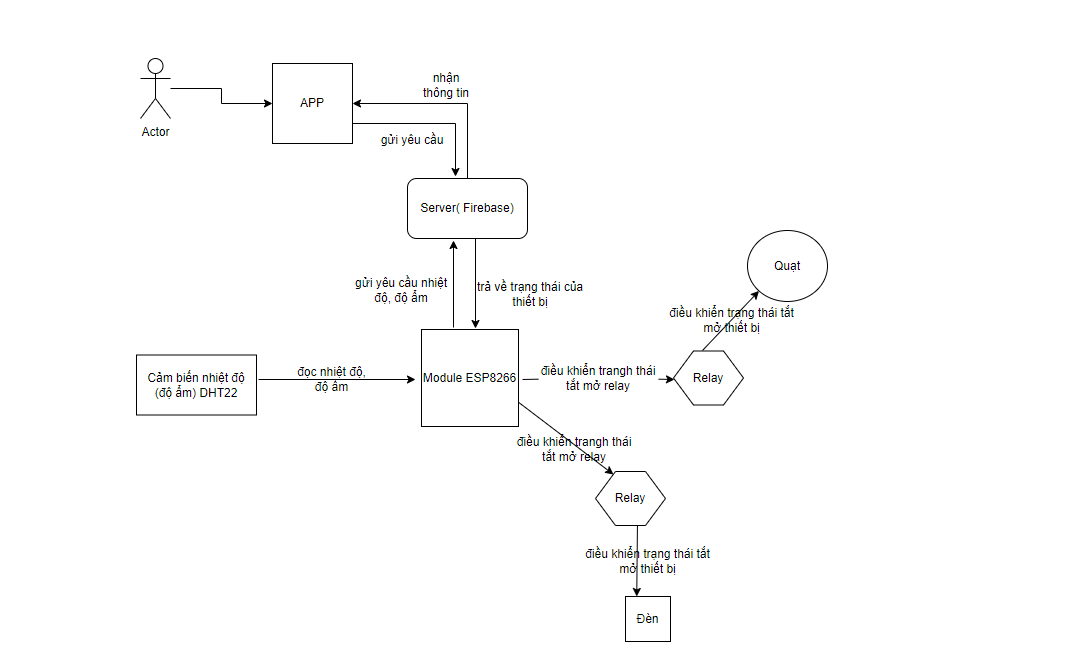 nhận
thông tin
APP
Actor
gửi yêu cầu
Server( Firebase)
Quạt
gửi yêu cầu nhiệt
độ, độ ẩm
trả về trạng thái của
thiết bị
điều khiển trạng thái tắt
mở thiết bị
Cảm biến nhiệt độ
(độ ẩm) DHT22
đọc nhiệt độ,
độ ẩm
Module ESP8266
điều khiển trangh thái
tắt mở relay
Relay
điều khiển trangh thái
tắt mở relay
Relay
điều khiển trạng thái tắt
mở thiết bị
Đèn